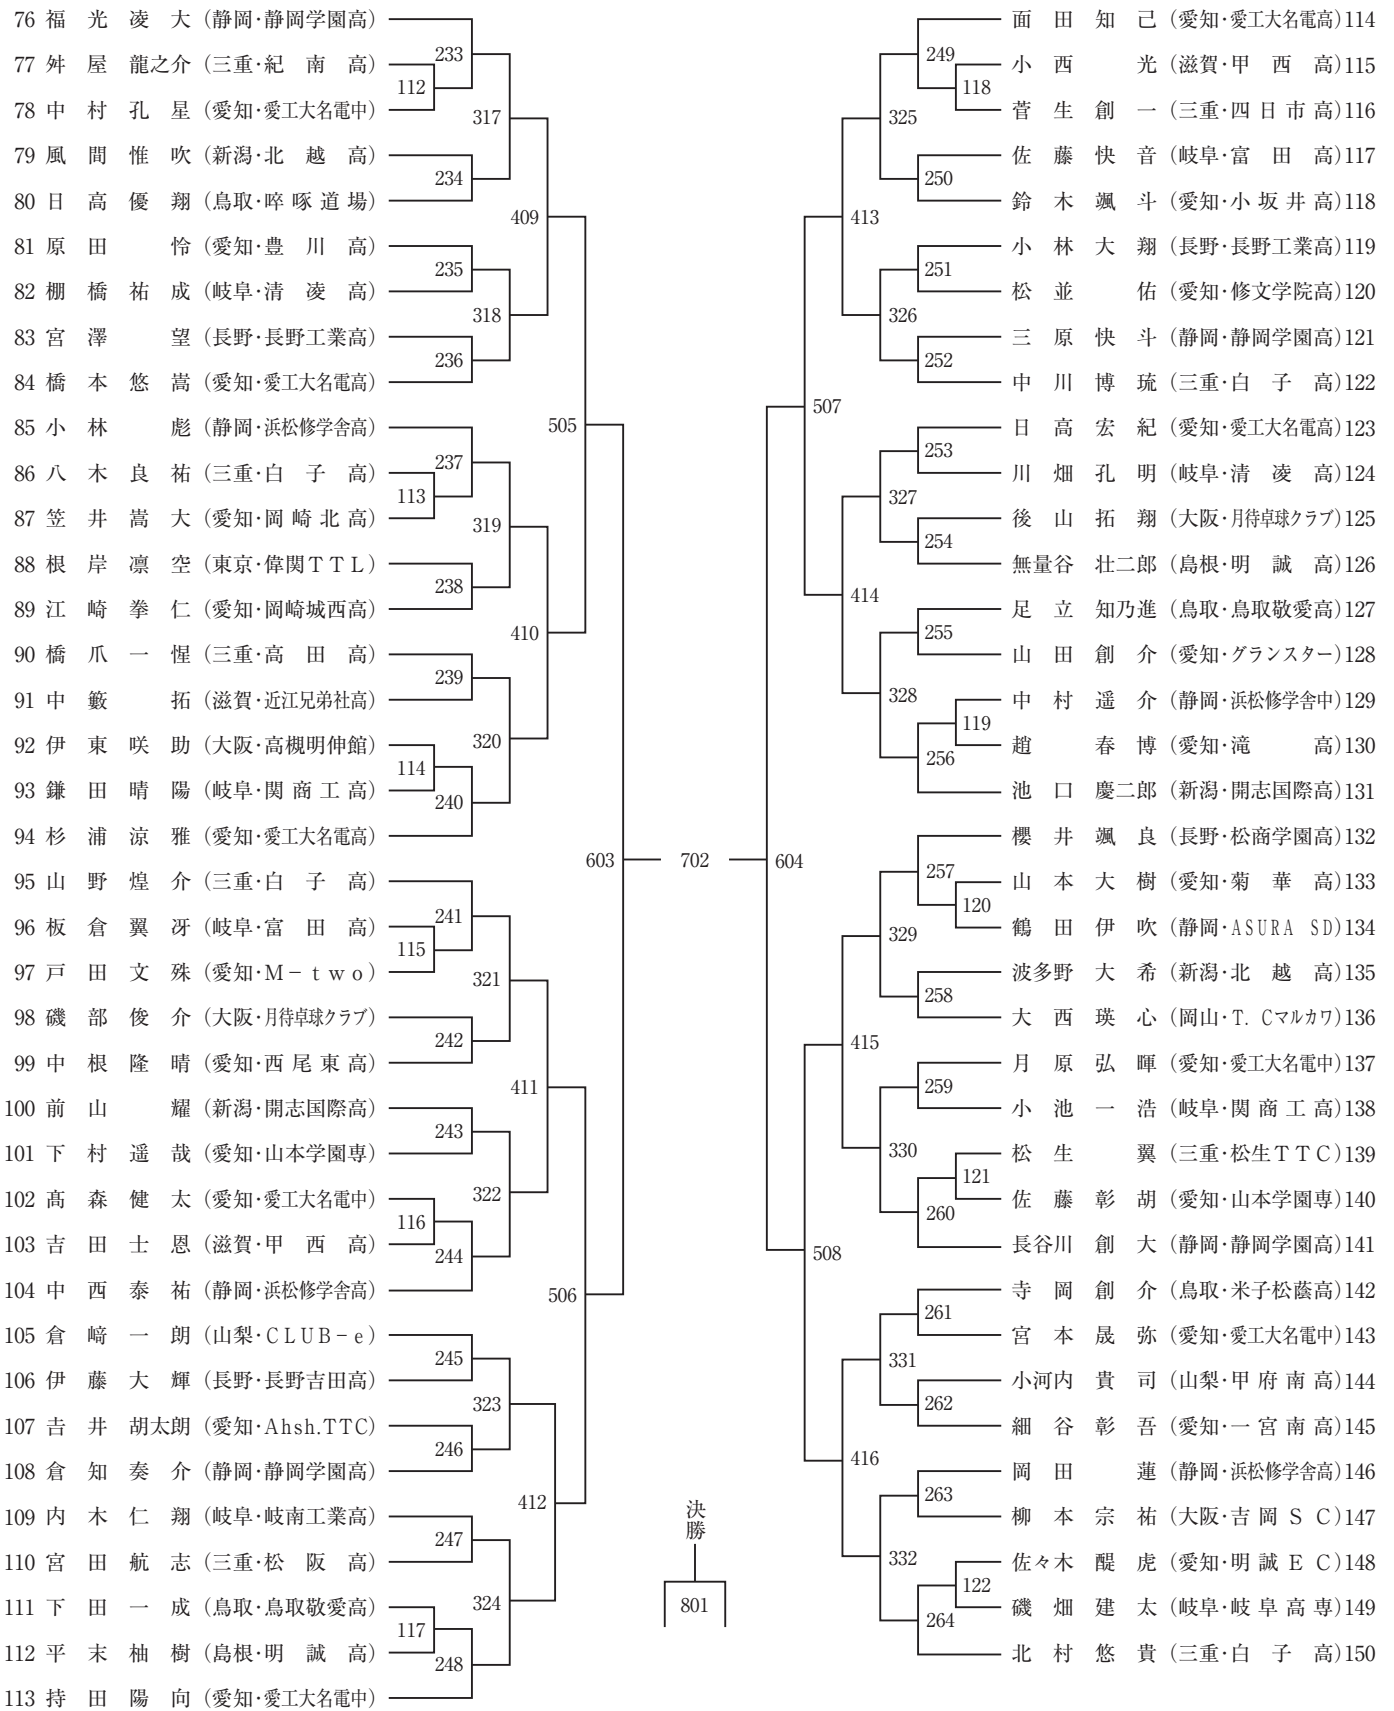 76 福光凌大 (静岡・静岡学園高)
77 舛屋龍之介 (三重・紀南高)
78 中村孔星 (愛知・愛工大名電中)
79 風間惟吹 (新潟・北越高)
80 日高優翔 (鳥取・啐啄道場)
81 原田怜 (愛知・豊川高)
82 棚橋祐成 (岐阜・清凌高)
83 宮澤望 (長野・長野工業高)
84 橋本悠嵩 (愛知・愛工大名電高)
85 小林彪 (静岡・浜松修学舎高)
86 八木良祐 (三重・白子高)
87 笠井嵩大 (愛知・岡崎北高)
88 根岸凛空 (東京・偉関TTL)
89 江崎拳仁 (愛知・岡崎城西高)
90 橋爪一惺 (三重・高田高)
91 中籔拓 (滋賀・近江兄弟社高)
92 伊東咲助 (大阪・高槻明伸館)
93 鎌田晴陽 (岐阜・関商工高)
94 杉浦涼雅 (愛知・愛工大名電高)
95 山野煌介 (三重・白子高)
96 板倉翼冴 (岐阜・富田高)
97 戸田文殊 (愛知・M-two)
98 磯部俊介 (大阪・月待卓球クラブ)
99 中根隆晴 (愛知・西尾東高)
100 前山耀 (新潟・開志国際高)
101 下村遥哉 (愛知・山本学園専)
102 髙森健太 (愛知・愛工大名電中)
103 吉田士恩 (滋賀・甲西高)
104 中西泰祐 (静岡・浜松修学舎高)
105 倉﨑一朗 (山梨・CLUB-e)
106 伊藤大輝 (長野・長野吉田高)
107 吉井胡太朗 (愛知・Ahsh.TTC)
108 倉知奏介 (静岡・静岡学園高)
109 内木仁翔 (岐阜・岐南工業高)
110 宮田航志 (三重・松阪高)
111 下田一成 (鳥取・鳥取敬愛高)
112 平末柚樹 (島根・明誠高)
113 持田陽向 (愛知・愛工大名電中)
112
113
114
115
116
117
233
234
235
236
237
238
239
240
241
242
243
244
245
246
247
248
317
318
319
320
321
322
323
324
409
410
411
412
505
506
603
702
604
507
508
413
414
415
416
325
326
327
328
329
330
331
332
249
250
251
252
253
254
255
256
257
258
259
260
261
262
263
264
118
119
120
121
122
面田知己 (愛知・愛工大名電高)114
小西光 (滋賀・甲西高)115
菅生創一 (三重・四日市高)116
佐藤快音 (岐阜・富田高)117
鈴木颯斗 (愛知・小坂井高)118
小林大翔 (長野・長野工業高)119
松並佑 (愛知・修文学院高)120
三原快斗 (静岡・静岡学園高)121
中川博琉 (三重・白子高)122
日高宏紀 (愛知・愛工大名電高)123
川畑孔明 (岐阜・清凌高)124
後山拓翔 (大阪・月待卓球クラブ)125
無量谷壮二郎 (島根・明誠高)126
足立知乃進 (鳥取・鳥取敬愛高)127
山田創介 (愛知・グランスター)128
中村遥介 (静岡・浜松修学舎中)129
趙春博 (愛知・滝高)130
池口慶二郎 (新潟・開志国際高)131
櫻井颯良 (長野・松商学園高)132
山本大樹 (愛知・菊華高)133
鶴田伊吹 (静岡・ASURA SD)134
波多野大希 (新潟・北越高)135
大西瑛心 (岡山・T.Cマルカワ)136
月原弘暉 (愛知・愛工大名電中)137
小池一浩 (岐阜・関商工高)138
松生翼 (三重・松生TTC)139
佐藤彰胡 (愛知・山本学園専)140
長谷川創大 (静岡・静岡学園高)141
寺岡創介 (鳥取・米子松蔭高)142
宮本晟弥 (愛知・愛工大名電中)143
小河内貴司 (山梨・甲府南高)144
細谷彰吾 (愛知・一宮南高)145
岡田蓮 (静岡・浜松修学舎高)146
柳本宗祐 (大阪・吉岡SC)147
佐々木醍虎 (愛知・明誠EC)148
磯畑建太 (岐阜・岐阜高専)149
北村悠貴 (三重・白子高)150
決勝
801